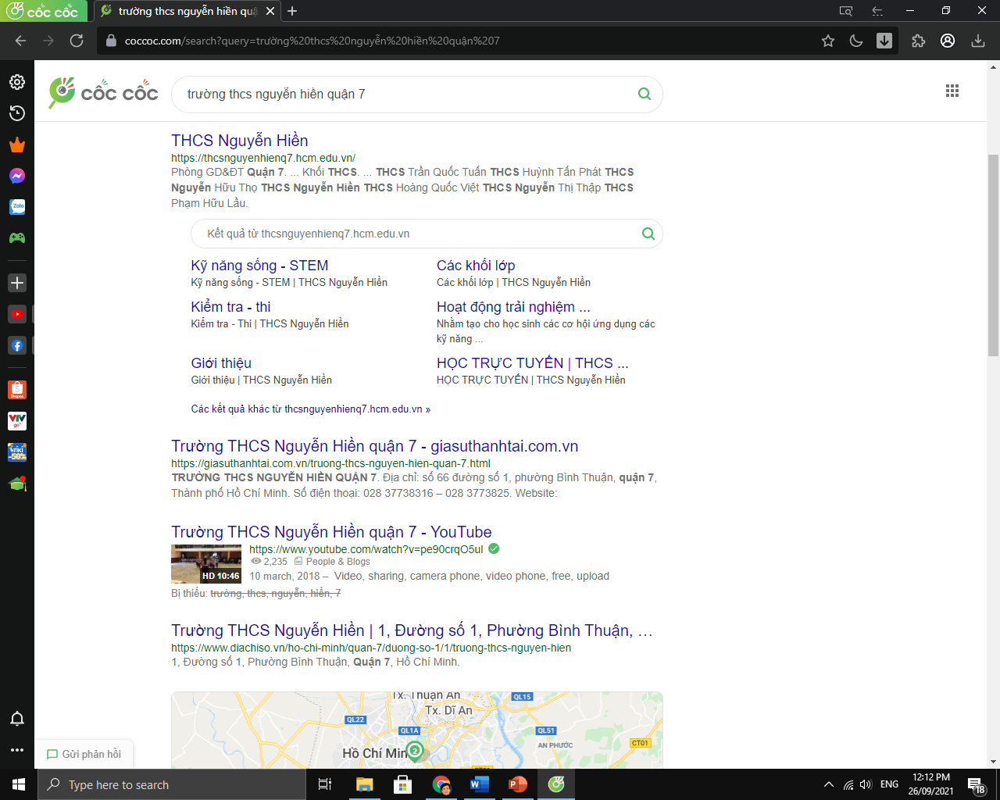 cốc cốc
trường thcs nguyễn hiền quậ
coccoc.com/search?query=trường%20thcs%20nguyễn%20hiền%20quận%207
cốc cốc
trường thcs nguyễn hiền quận 7
THCS Nguyễn Hiền
https://thcsnguyenhienq7.hcm.edu.vn/
Phòng GD&ĐT Quận 7. ... Khối THCS. ... THCS Trần Quốc Tuấn THCS Huỳnh Tấn Phát THCS
Nguyễn Hữu Thọ THCS Nguyễn Hiền THCS Hoàng Quốc Việt THCS Nguyễn Thị Thập THCS
Phạm Hữu Lầu.
Kết quả từ thcsnguyenhienq7.hcm.edu.vn
Kỹ năng sống - STEM
Kỹ năng sống - STEM | THCS Nguyễn Hiền
Các khối lớp
Các khối lớp | THCS Nguyễn Hiền
Kiểm tra - thi
Kiểm tra - Thi | THCS Nguyễn Hiền
Hoạt động trải nghiệm ...
Nhằm tạo cho học sinh các cơ hội ứng dụng các
kỹ năng ...
Giới thiệu
Giới thiệu | THCS Nguyễn Hiền
HỌC TRỰC TUYẾN | THCS ...
HỌC TRỰC TUYẾN | THCS Nguyễn Hiền
Các kết quả khác từ thcsnguyenhienq7.hcm.edu.vn »
Trường THCS Nguyễn Hiền quận 7 - giasuthanhtai.com.vn
https://giasuthanhtai.com.vn/truong-thcs-nguyen-hien-quan-7.html
TRƯỜNG THCS NGUYỄN HIỀN QUẬN 7. Địa chỉ: số 66 đường số 1, phường Bình Thuận, quận 7,
Thành phố Hồ Chí Minh. Số điện thoại: 028 37738316 – 028 3773825. Website:
Trường THCS Nguyễn Hiền quận 7 - YouTube
https://www.youtube.com/watch?v=pe90crqO5uI
2,235 People & Blogs
HD 10:46
10 march, 2018 – Video, sharing, camera phone, video phone, free, upload
Bị thiếu: trường, thcs, nguyễn, hiền, 7
Trường THCS Nguyễn Hiền | 1, Đường số 1, Phường Bình Thuận, ...
https://www.diachiso.vn/ho-chi-minh/quan-7/duong-so-1/1/truong-thcs-nguyen-hien
1, Đường số 1, Phường Bình Thuận, Quận 7, Hồ Chí Minh.
Tx. Thuận An
QL15
Tx. Dĩ An
QL22
QL1A
QL51
CT01
AN PHƯỚC
Hồ Chí Min
2
Zalo
Shopee
VTV
go
TIKI
-50%
Gửi phản hồi
Type here to search
ENG
12:12 PM
26/09/2021
18